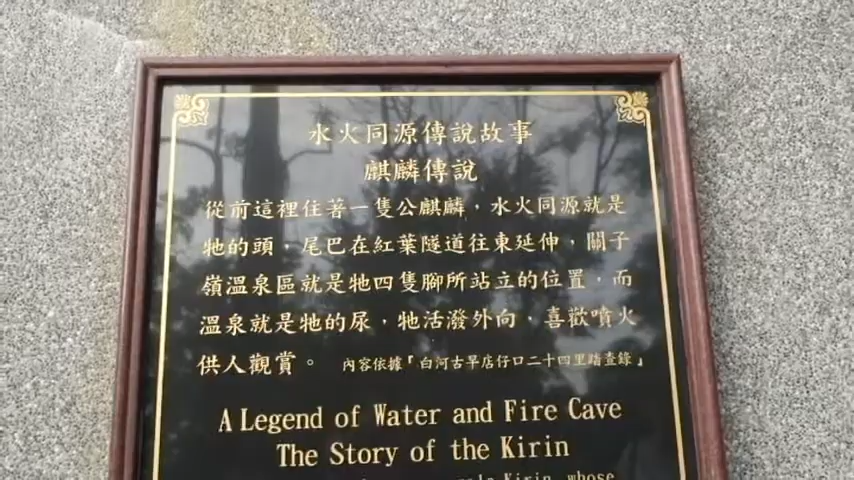 水火同源傳說故事
麒麟傳說
從前這裡住著一隻公麒麟，水火同源就是
牠的頭，尾巴在紅葉隧道往東延伸，關子
嶺溫泉區就是牠四隻腳所站立的位置，而
溫泉就是牠的尿，牠活潑外向，喜歡噴火
供人觀賞。 內容依據「白河古早店仔口二十四里踏查錄」
A Legend of Water and Fire Cave
The Story of the Kirin
Kirin, whose